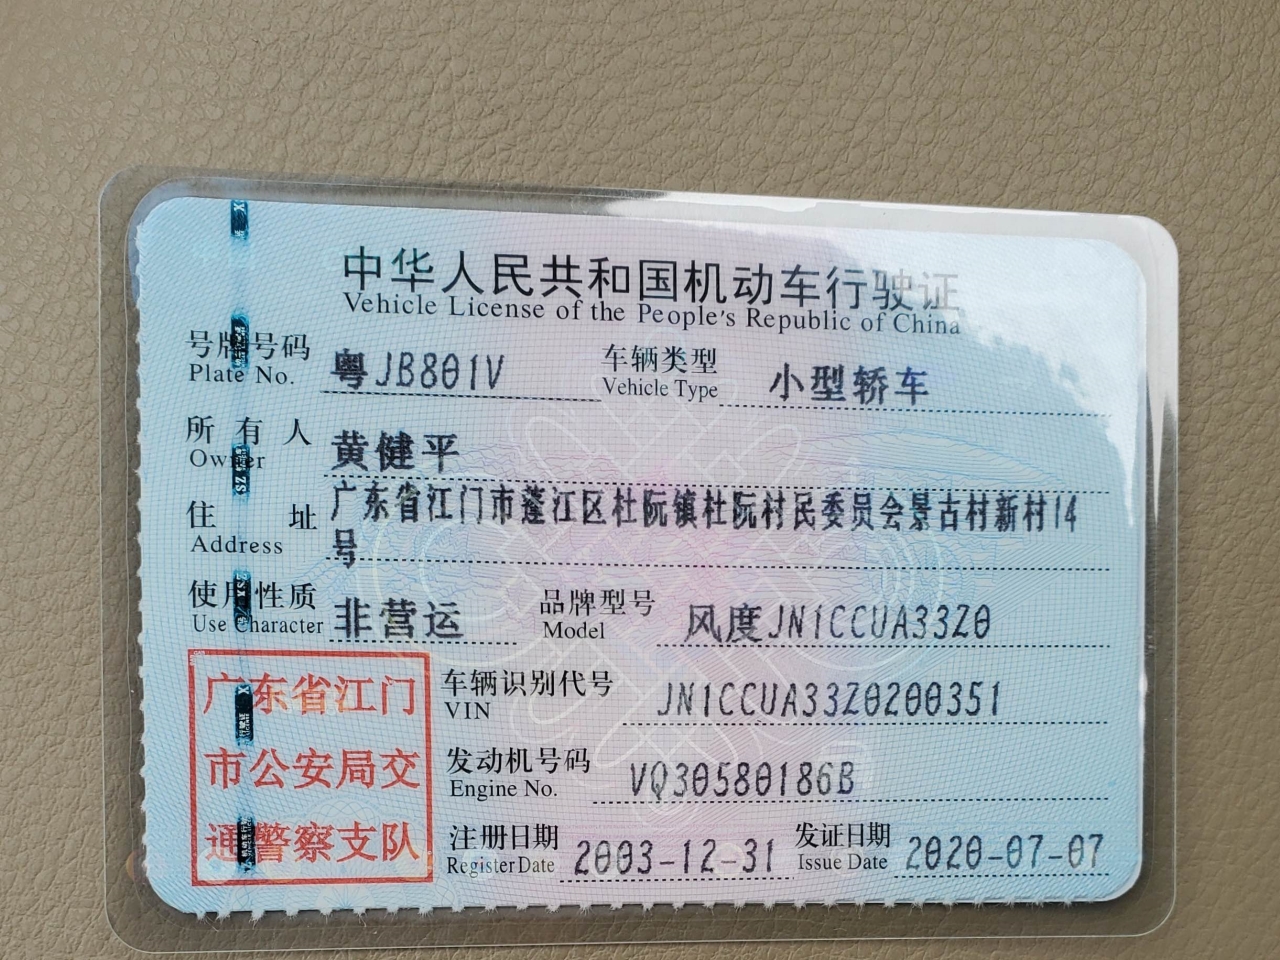 中华人民共和国机动车行驶证
Vehicle License of the People's Republic of China
号牌号码 粤JB801V 车辆类型 小型轿车
Plate No. Vehicle Type
所有人 黄健平
Owner
住址 广东省江门市蓬江区杜阮镇杜阮村民委员会景古村新村14
Address 号
使用性质 非营运 品牌型号 风度JN1CCUA33Z0
Use Character Model
车辆识别代号 JN1CCUA33Z0200351
VIN
发动机号码 VQ30580186B
Engine No.
注册日期 2003-12-31 发证日期 2020-07-07
Register Date Issue Date
广东省江门
市公安局交
通警察支队